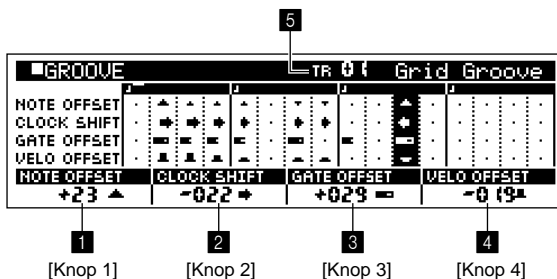 5
GROOVE TR 01 Grid Groove
NOTE OFFSET
CLOCK SHIFT
GATE OFFSET
VELO OFFSET
NOTE OFFSET CLOCK SHIFT GATE OFFSET VELO OFFSET
+23 -022 +029 -019
1 2 3 4
[Knop 1] [Knop 2] [Knop 3] [Knop 4]